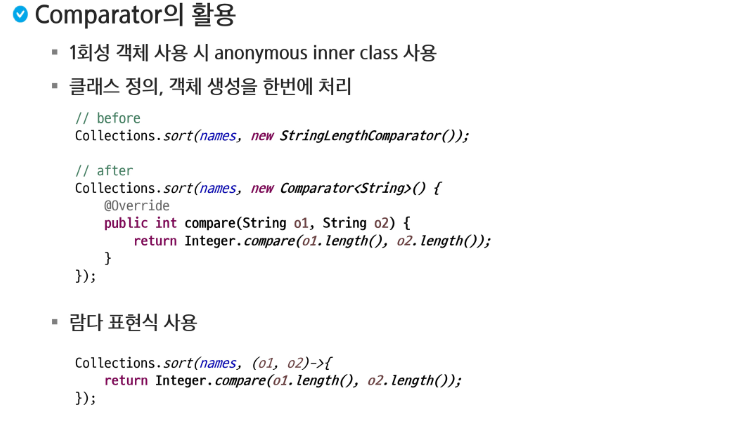 Comparator의 활용
1회성 객체 사용 시 anonymous inner class 사용
클래스 정의, 객체 생성을 한번에 처리
// before
Collections.sort(names, new StringLengthComparator());
// after
Collections.sort(names, new Comparator<String>() {
@Override
public int compare(String o1, String o2) {
return Integer.compare(o1.length(), o2.length());
}
});
람다 표현식 사용
Collections.sort(names, (o1, o2)->{
return Integer.compare(o1.length(), o2.length());
});